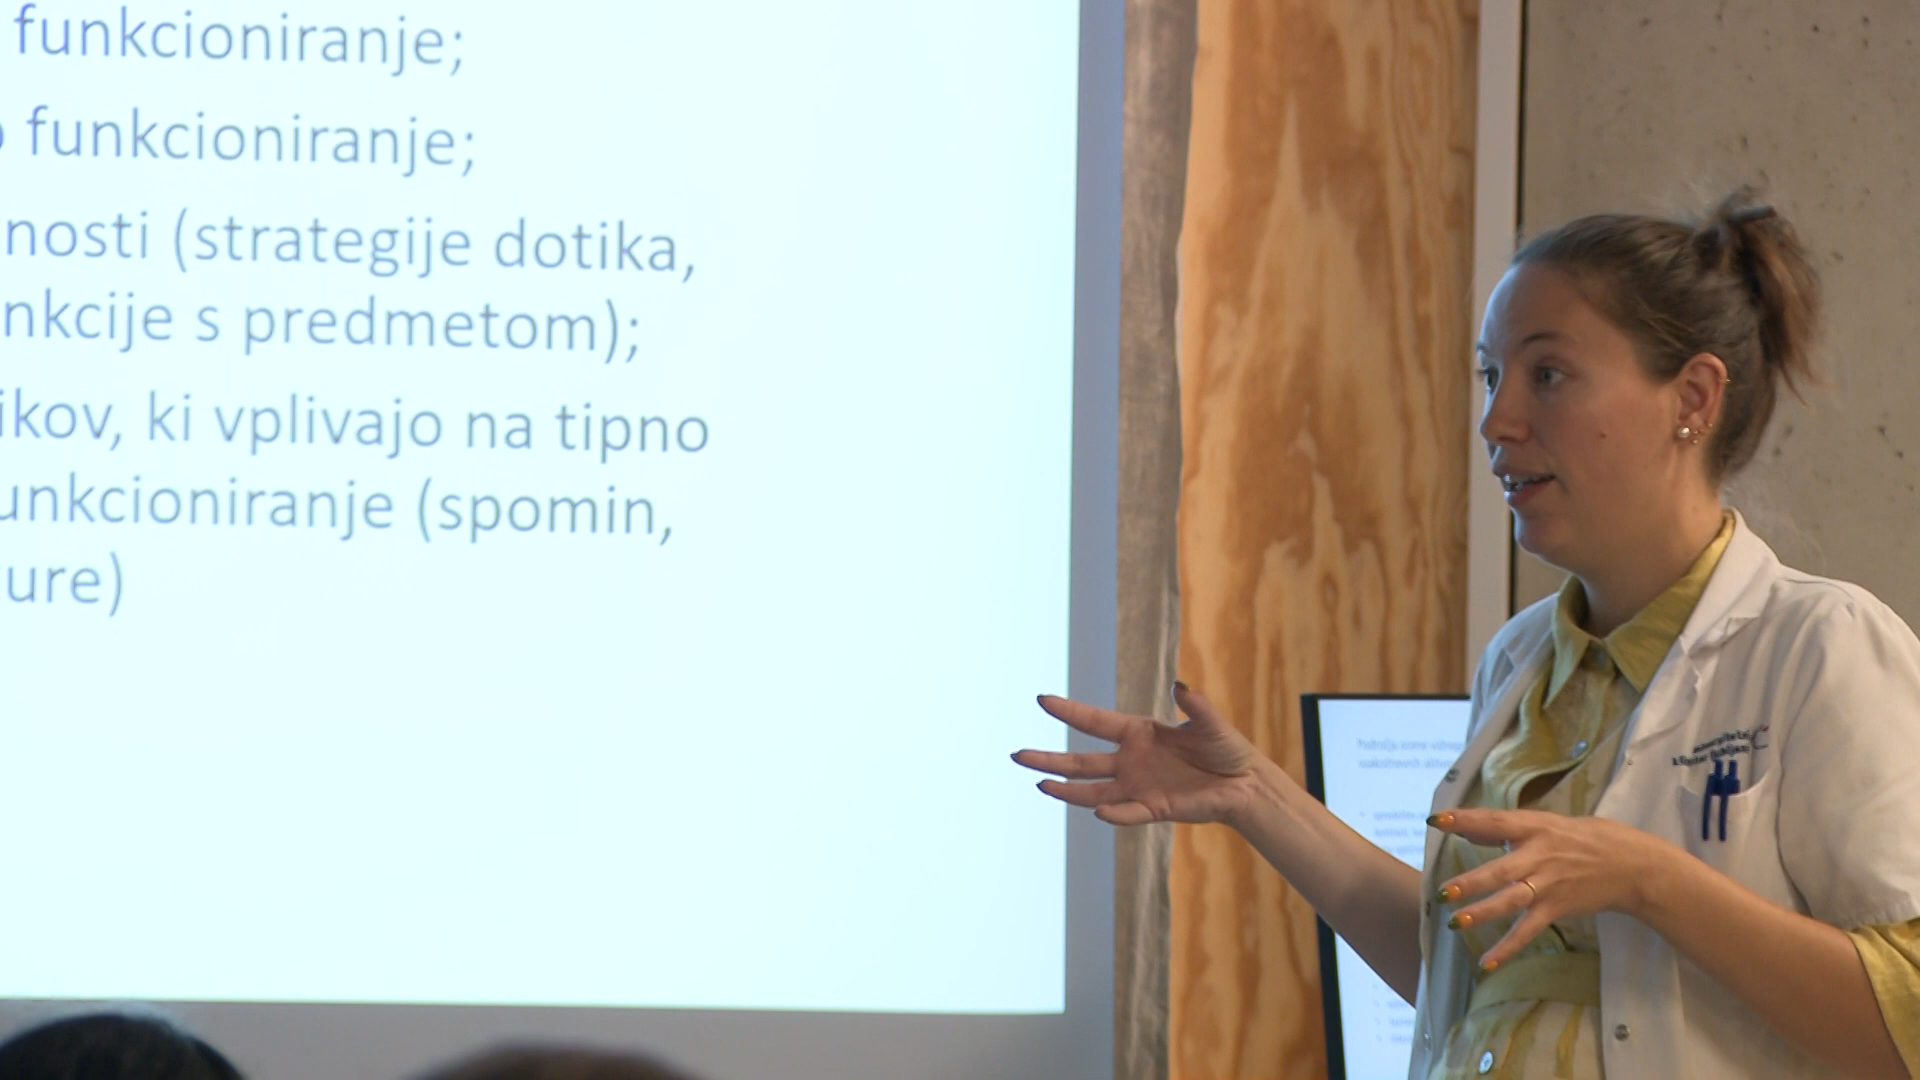 funkcioniranje;
funkcioniranje;
nosti (strategije dotika,
nkcije s predmetom);
ikov, ki vplivajo na tipno
unkcioniranje (spomin,
ure)